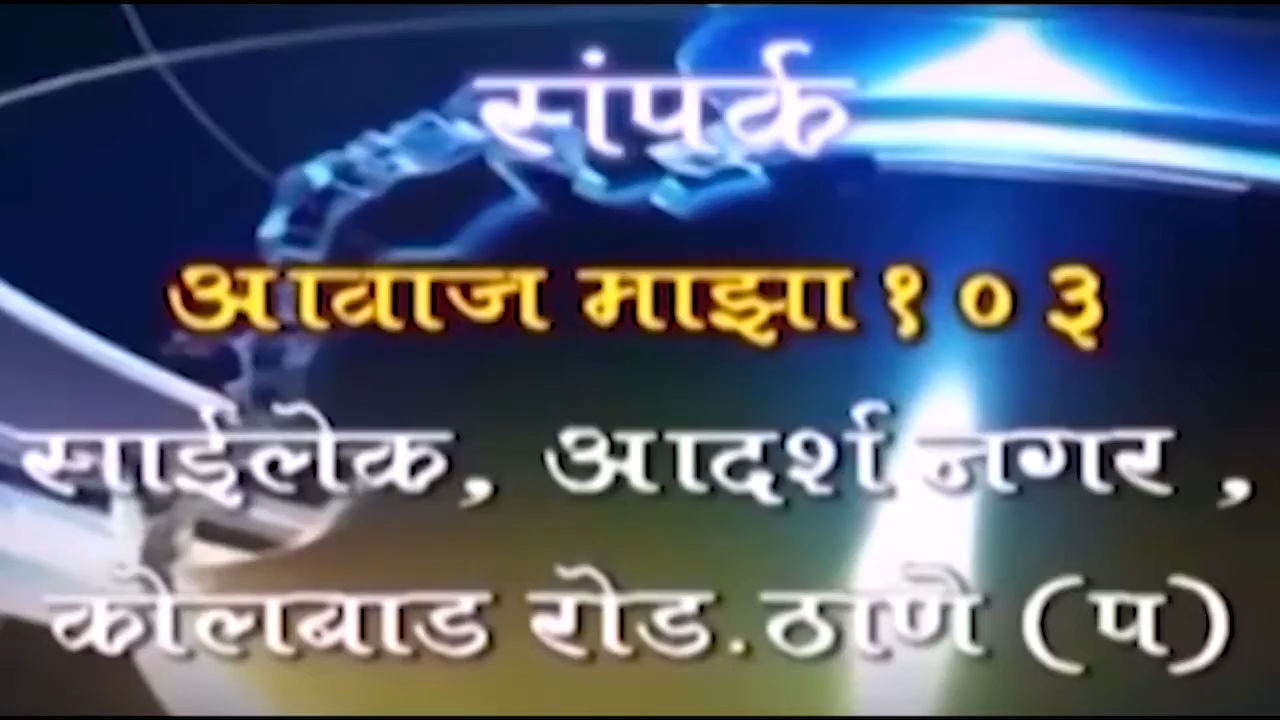 संपर्क
आवाज माझा १०३
साईलेक, आदर्श नगर ,
कोलबाड रोड.ठाणे (प)